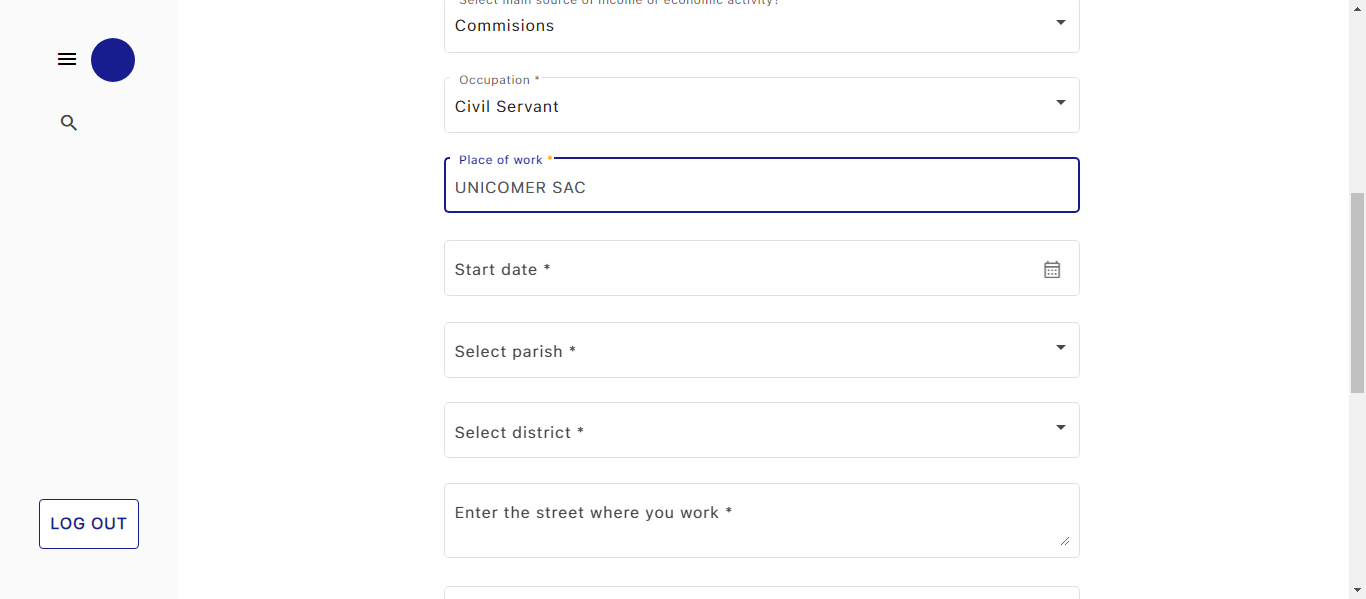 Select main source of income or economic activity?
Commisions
Occupation *
Civil Servant
Place of work *
UNICOMER SAC
Start date *
Select parish *
Select district *
Enter the street where you work *
LOG OUT